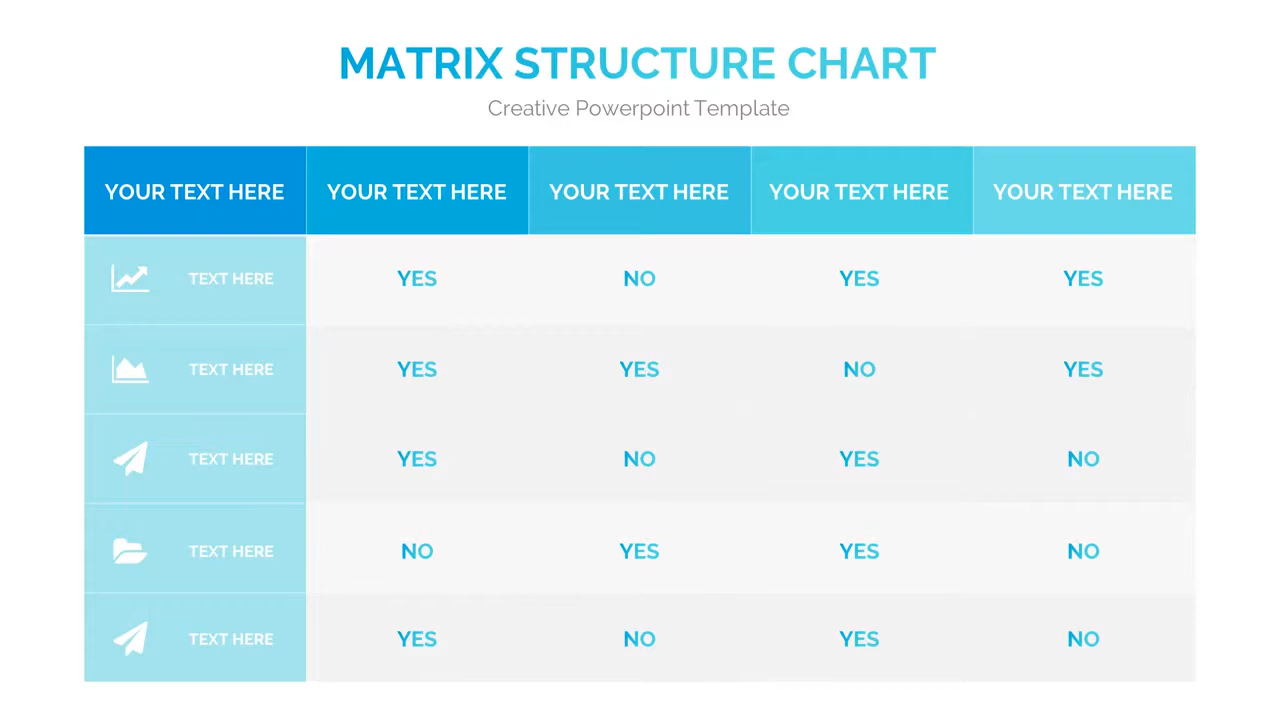 MATRIX STRUCTURE CHART
Creative Powerpoint Template
YOUR TEXT HERE YOUR TEXT HERE YOUR TEXT HERE YOUR TEXT HERE YOUR TEXT HERE
TEXT HERE YES NO YES YES
TEXT HERE YES YES NO YES
TEXT HERE YES NO YES NO
TEXT HERE NO YES YES NO
TEXT HERE YES NO YES NO